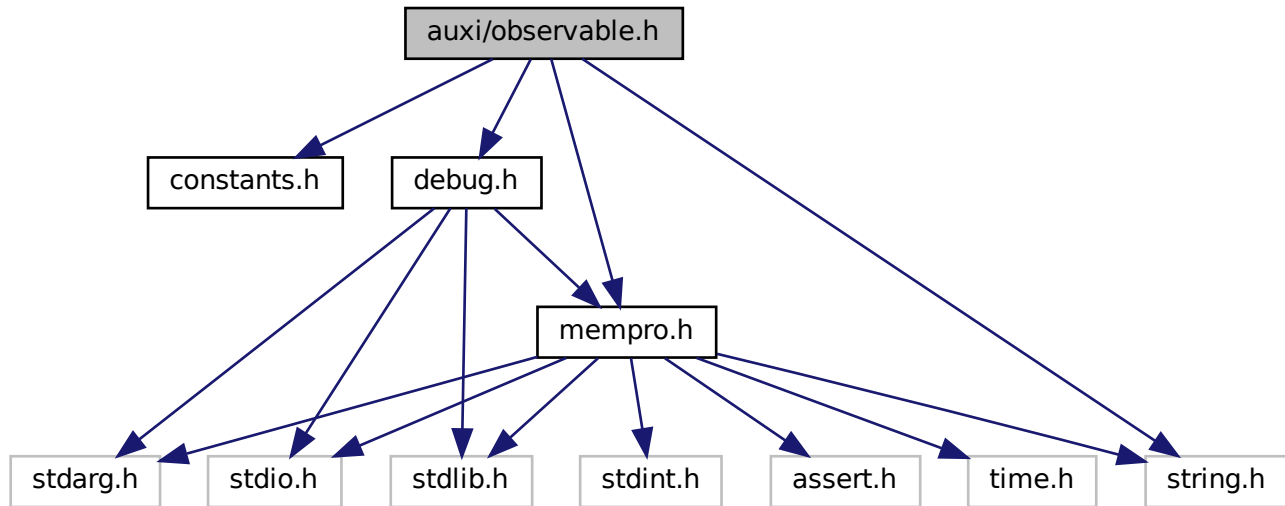 auxi/observable.h
constants.h
debug.h
mempro.h
stdarg.h
stdio.h
stdlib.h
stdint.h
assert.h
time.h
string.h